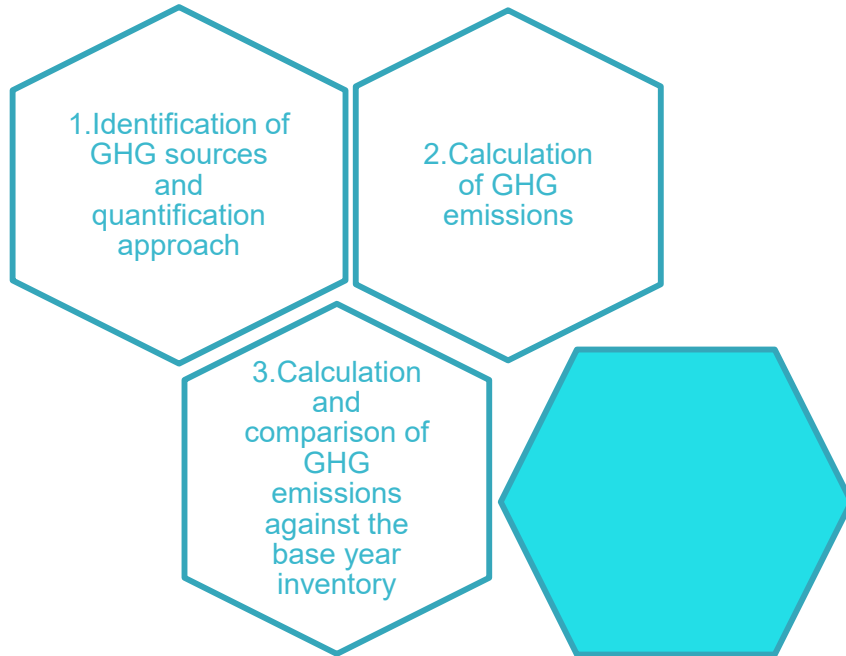 1.Identification of
GHG sources
and
quantification
approach
2.Calculation
of GHG
emissions
3.Calculation
and
comparison of
GHG
emissions
against the
base year
inventory